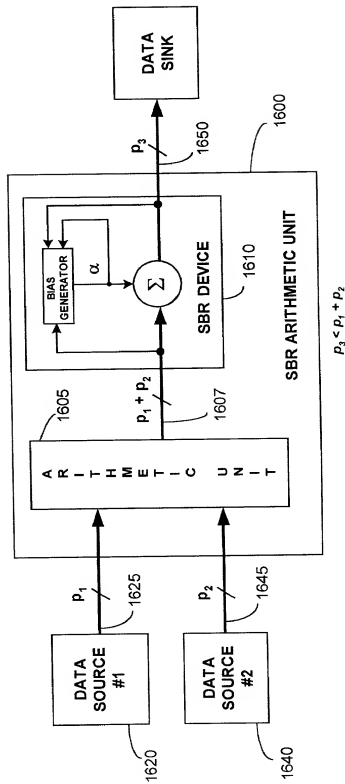 DATA
SOURCE
#1
1620
p1
1625
DATA
SOURCE
#2
1640
p2
1645
1605
ARITHMETIC UNIT
p1 + p2
1607
BIAS
GENERATOR
α
Σ
SBR DEVICE
1610
SBR ARITHMETIC UNIT
1600
p3
1650
DATA
SINK
p3 < p1 + p2